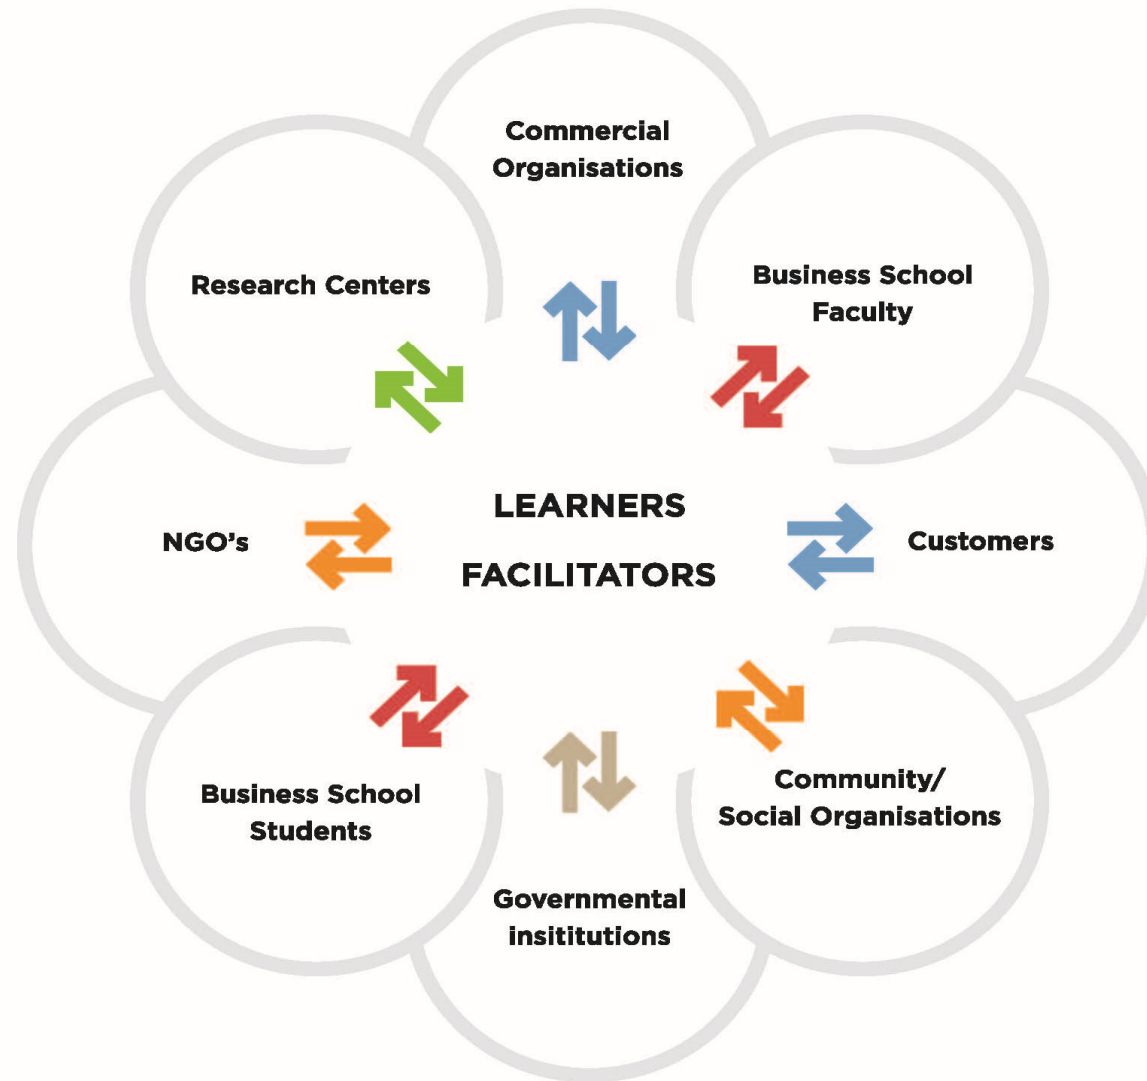 Commercial
Organisations
Research Centers
Business School
Faculty
LEARNERS
FACILITATORS
NGO's
Customers
Business School
Students
Community/
Social Organisations
Governmental
insititutions